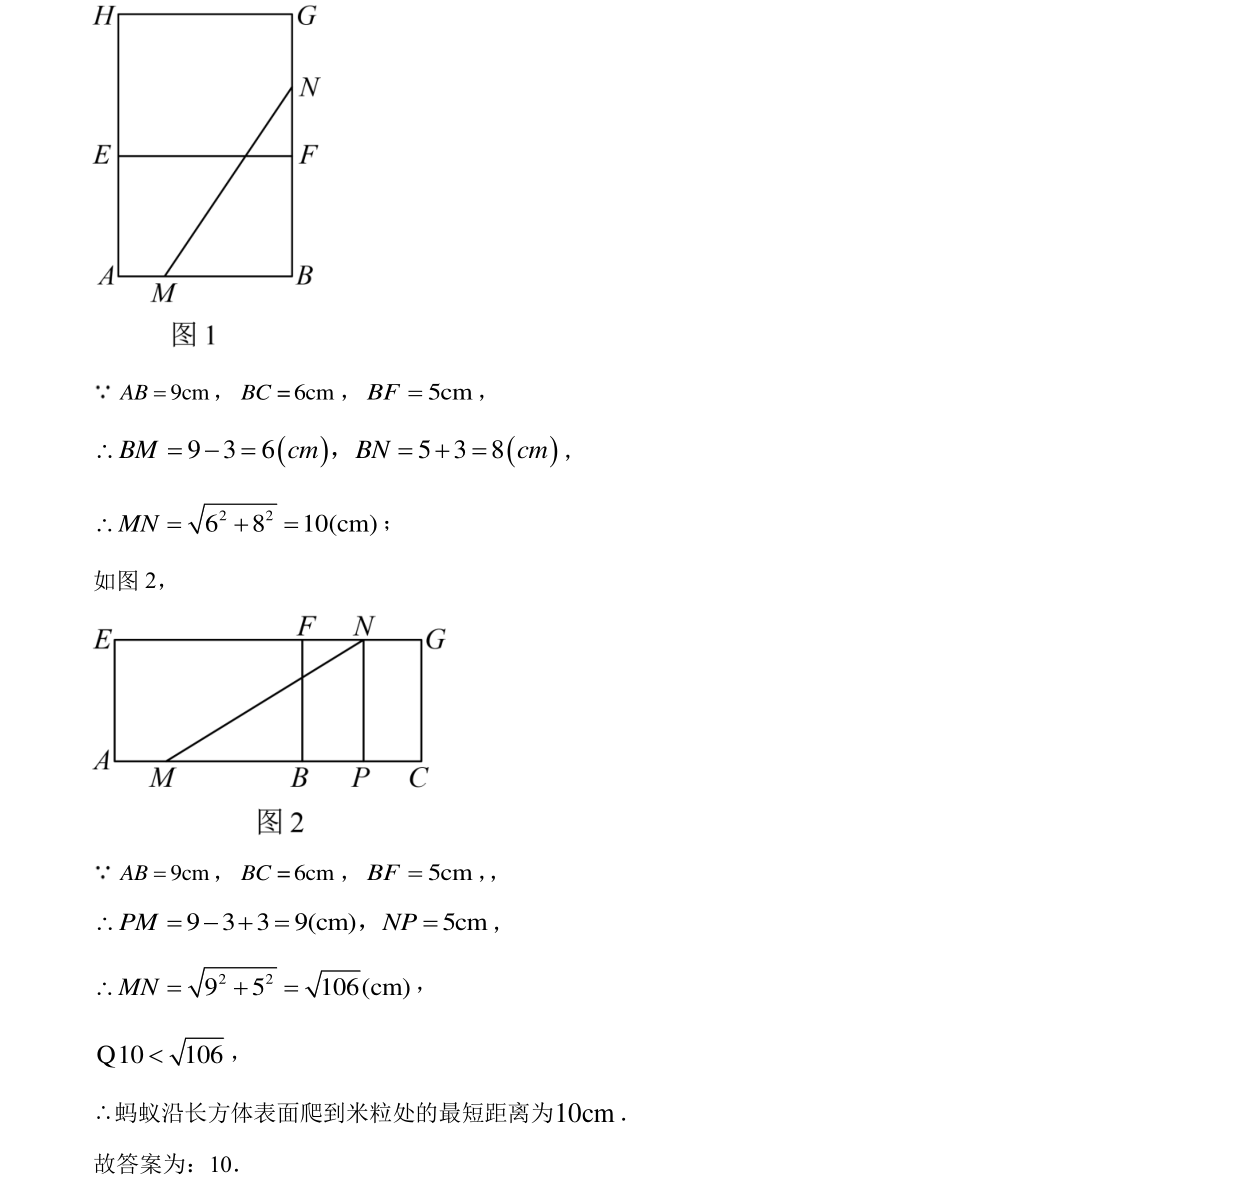 H G
N
E F
A B
M
图 1
∵ AB = 9cm， BC = 6cm， BF = 5cm，
∴ BM = 9 − 3 = 6(cm)，BN = 5 + 3 = 8(cm)，
∴ MN = √(6² + 8²) = 10(cm)；
如图 2，
F N
E G
A M B P C
图 2
∵ AB = 9cm， BC = 6cm， BF = 5cm , ，
∴ PM = 9 − 3 + 3 = 9(cm)，NP = 5cm，
∴ MN = √(9² + 5²) = √106(cm)，
Q10 < √106，
∴蚂蚁沿长方体表面爬到米粒处的最短距离为10cm．
故答案为：10．